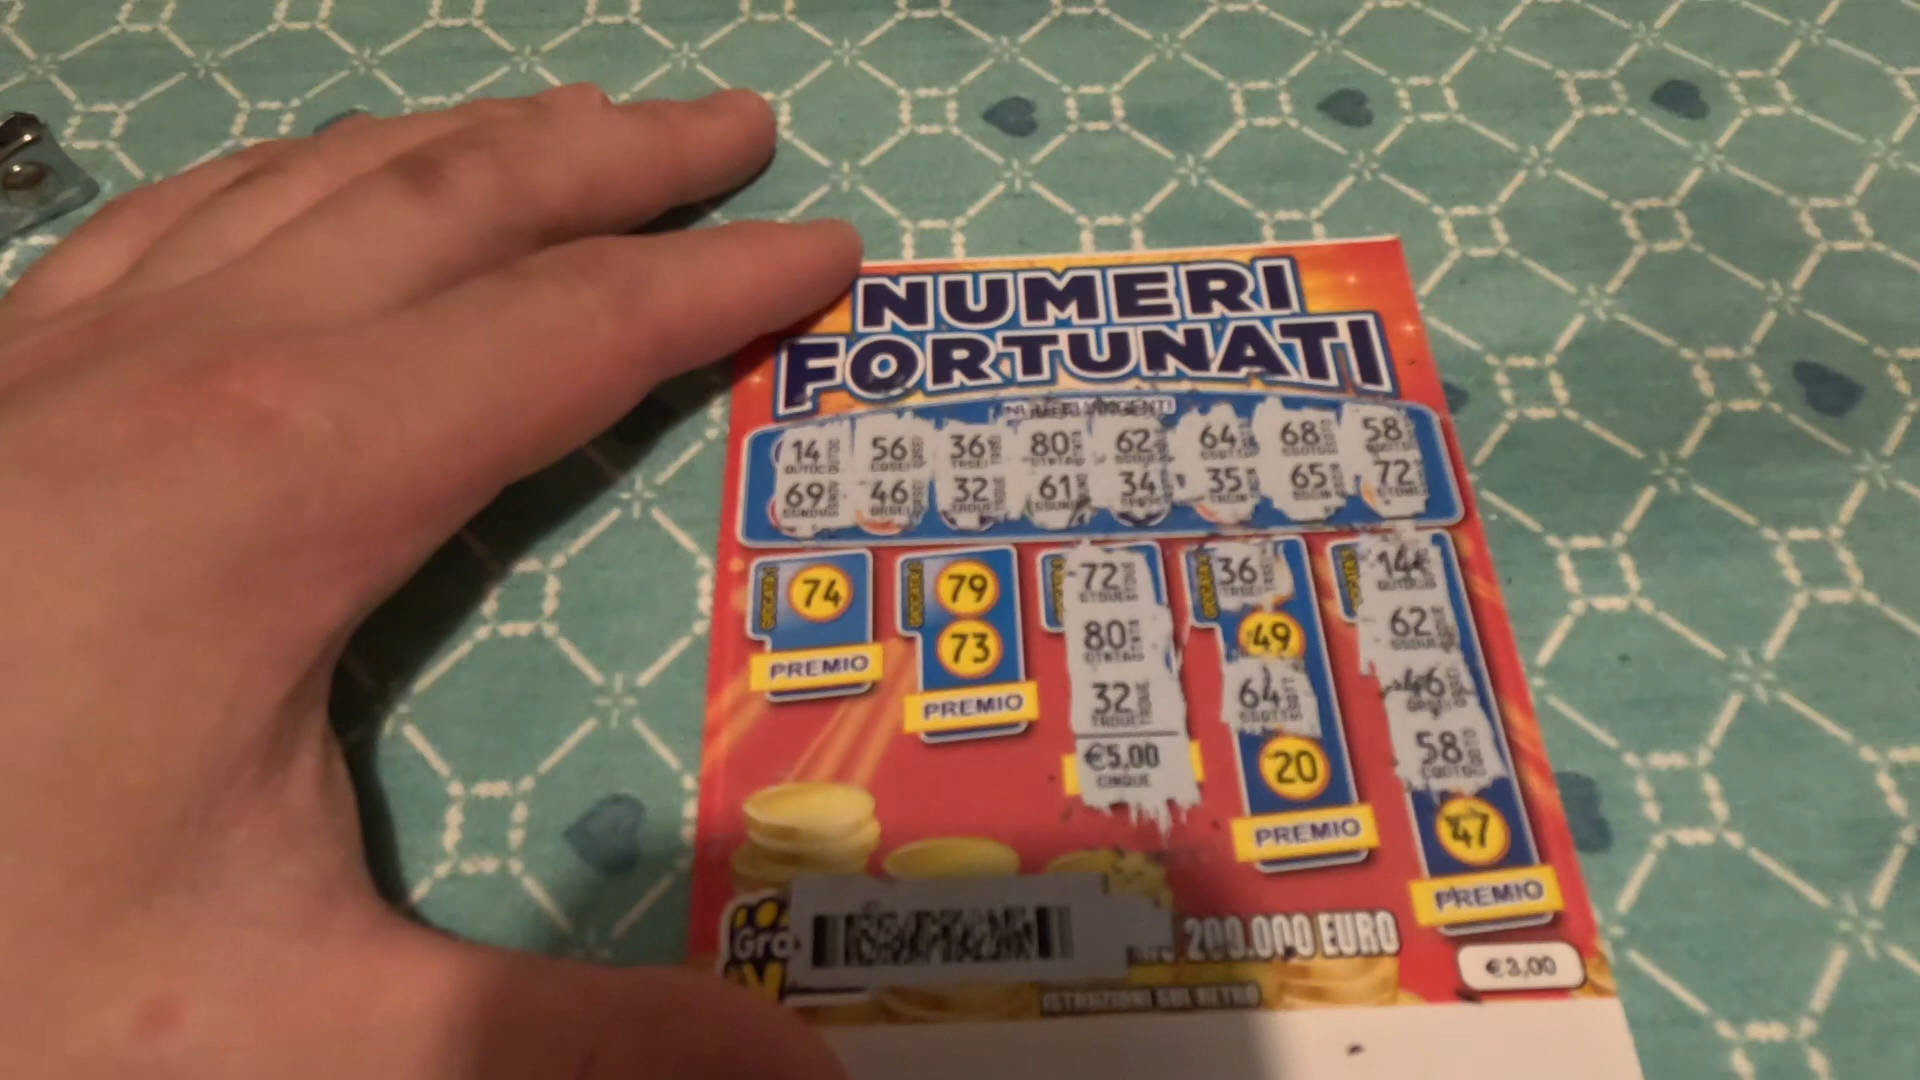 NUMERI
FORTUNATI
NUMERI VINCENTI
14 56 36 80 62 64 68 58
69 46 32 61 34 35 65 72
74
PREMIO
79
73
PREMIO
72
80
32
€5,00
CINQUE
36
49
64
20
PREMIO
14
62
46
58
47
PREMIO
Gra
200.000 EURO
€3,00
ISTRUZIONI SUL RETRO